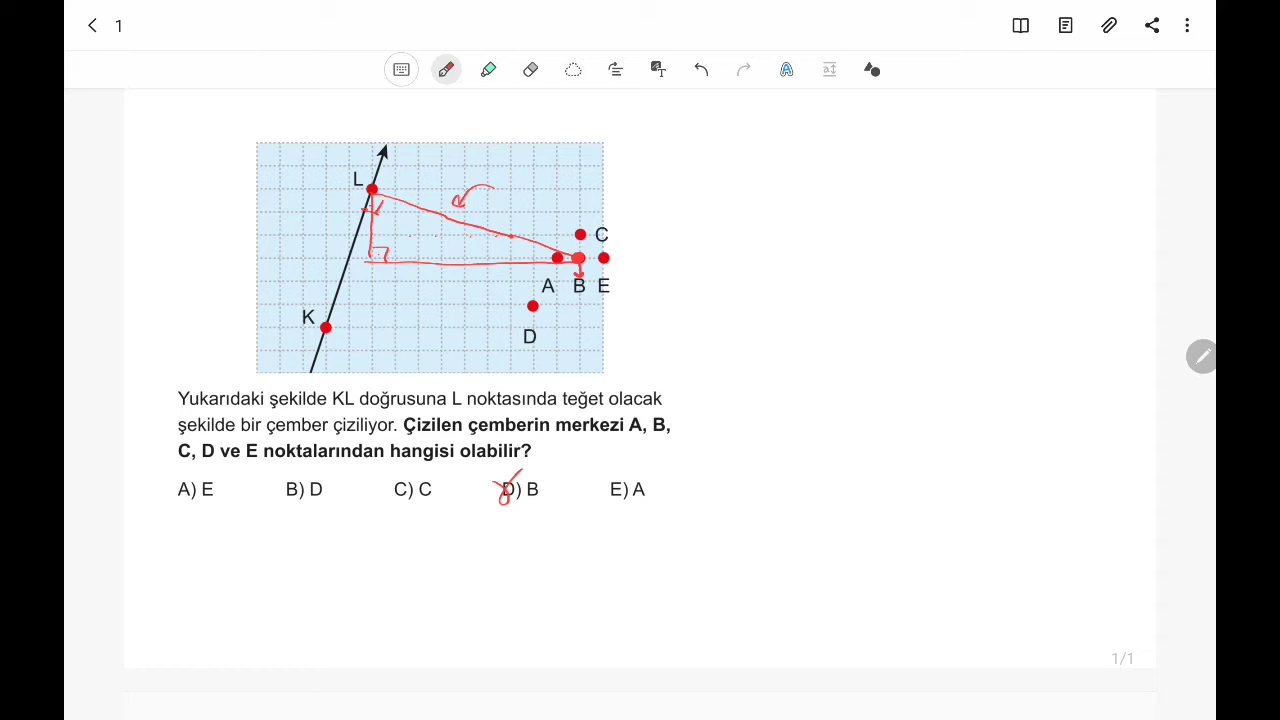 1
L
C
A B E
K
D
Yukarıdaki şekilde KL doğrusuna L noktasında teğet olacak
şekilde bir çember çiziliyor. Çizilen çemberin merkezi A, B,
C, D ve E noktalarından hangisi olabilir?
A) E B) D C) C D) B E) A
1/1